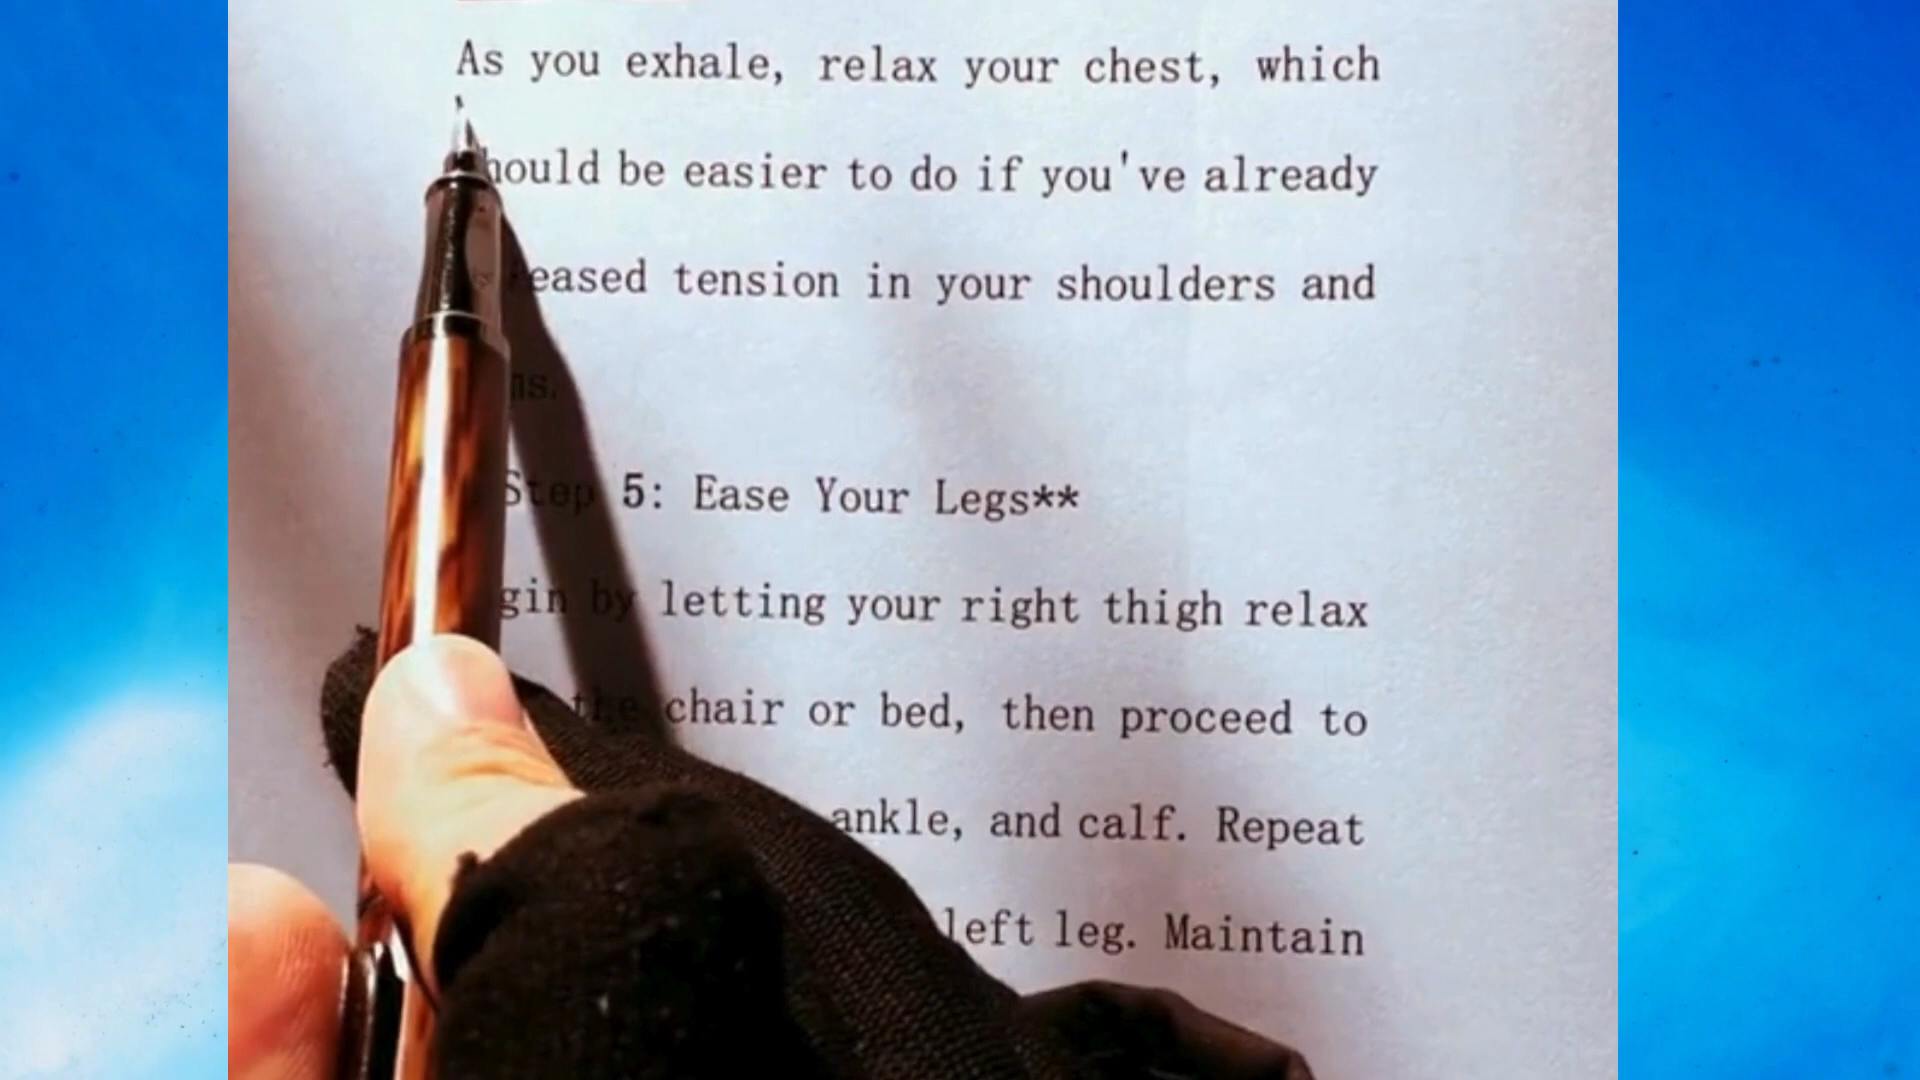 As you exhale, relax your chest, which
hould be easier to do if you've already
eased tension in your shoulders and
ms.
Step 5: Ease Your Legs**
gin by letting your right thigh relax
the chair or bed, then proceed to
ankle, and calf. Repeat
left leg. Maintain